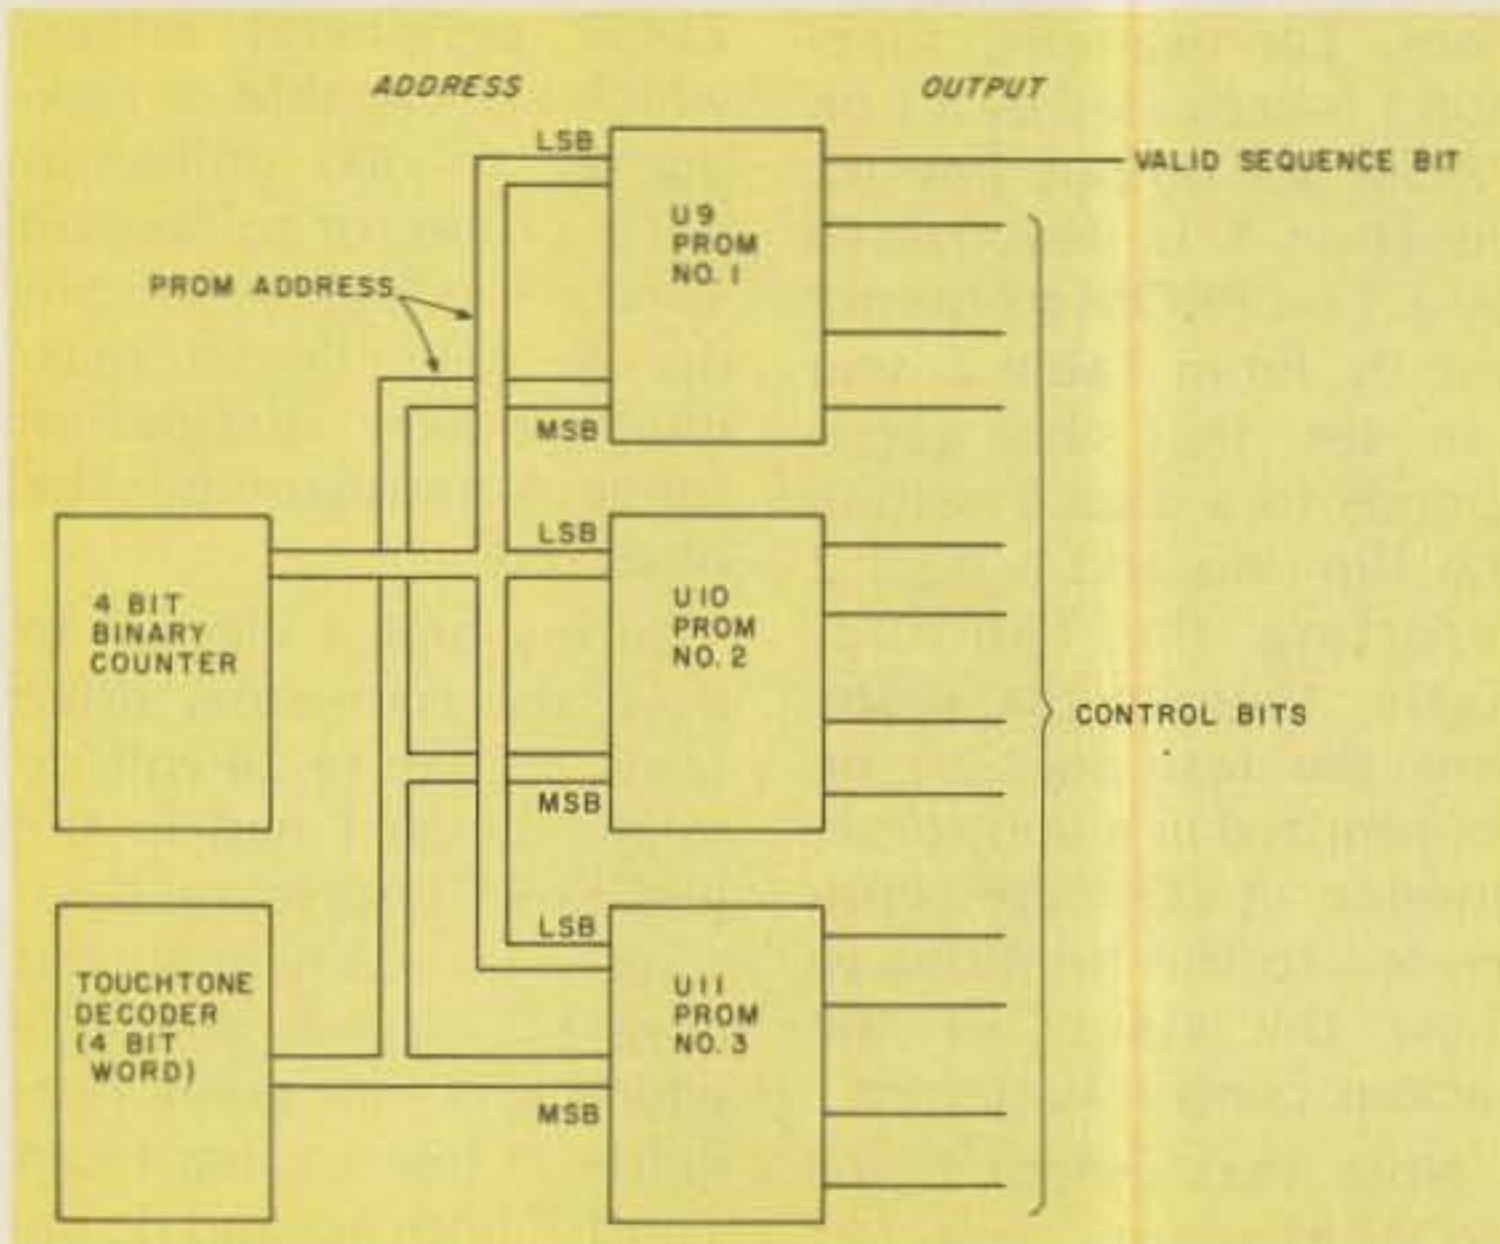 ADDRESS
OUTPUT
LSB
VALID SEQUENCE BIT
U9
PROM
NO. 1
PROM ADDRESS
MSB
LSB
4 BIT
BINARY
COUNTER
U10
PROM
NO. 2
CONTROL BITS
MSB
LSB
TOUCHTONE
DECODER
(4 BIT
WORD)
U11
PROM
NO. 3
MSB